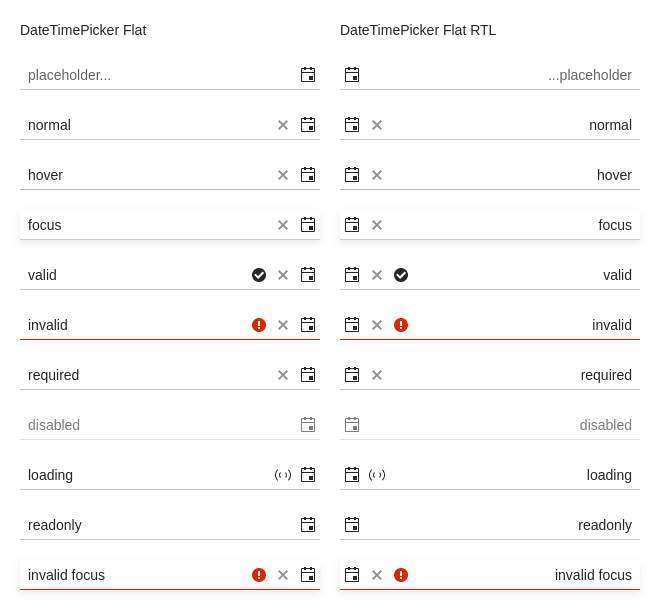 DateTimePicker Flat
placeholder...
normal
hover
focus
valid
invalid
required
disabled
loading
readonly
invalid focus
DateTimePicker Flat RTL
...placeholder
normal
hover
focus
valid
invalid
required
disabled
loading
readonly
invalid focus